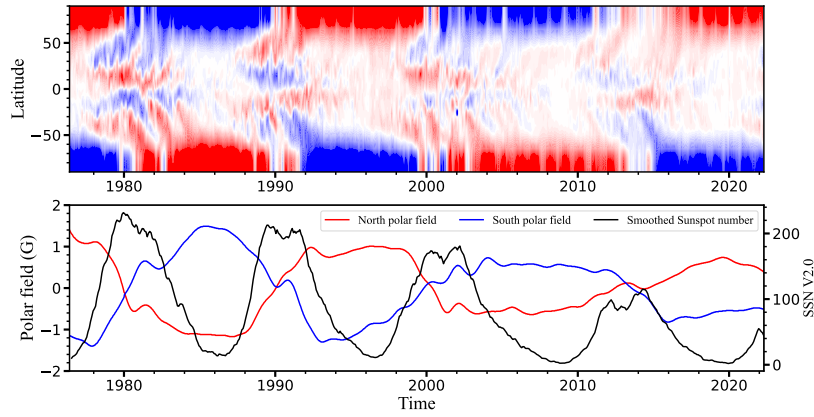 50
0
−50
Latitude
1980 1990 2000 2010 2020
North polar field South polar field Smoothed Sunspot number
2
1
0
−1
−2
Polar field (G)
200
100
0
SSN V2.0
1980 1990 2000 2010 2020
Time